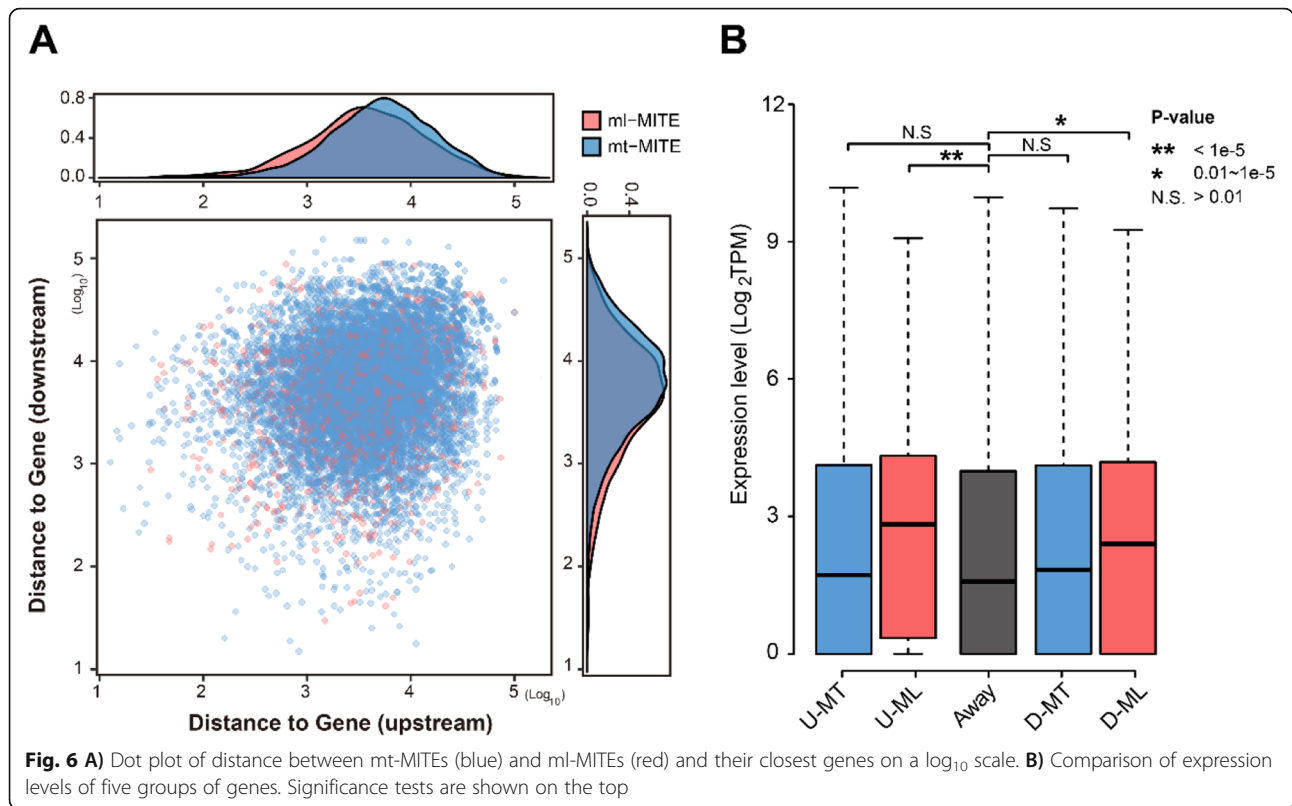 A
0.8
0.4
0.0
1 2 3 4 5
ml-MITE
mt-MITE
0.0 0.4
Distance to Gene (downstream)
(Log10)
5
4
3
2
1
5
4
3
2
1
1 2 3 4 5 (Log10)
Distance to Gene (upstream)
B
Expression level (Log2TPM)
12
9
6
3
0
N.S
**
*
N.S
P-value
** < 1e-5
* 0.01~1e-5
N.S. > 0.01
U-MT U-ML Away D-MT D-ML
Fig. 6 A) Dot plot of distance between mt-MITEs (blue) and ml-MITEs (red) and their closest genes on a log10 scale. B) Comparison of expression
levels of five groups of genes. Significance tests are shown on the top